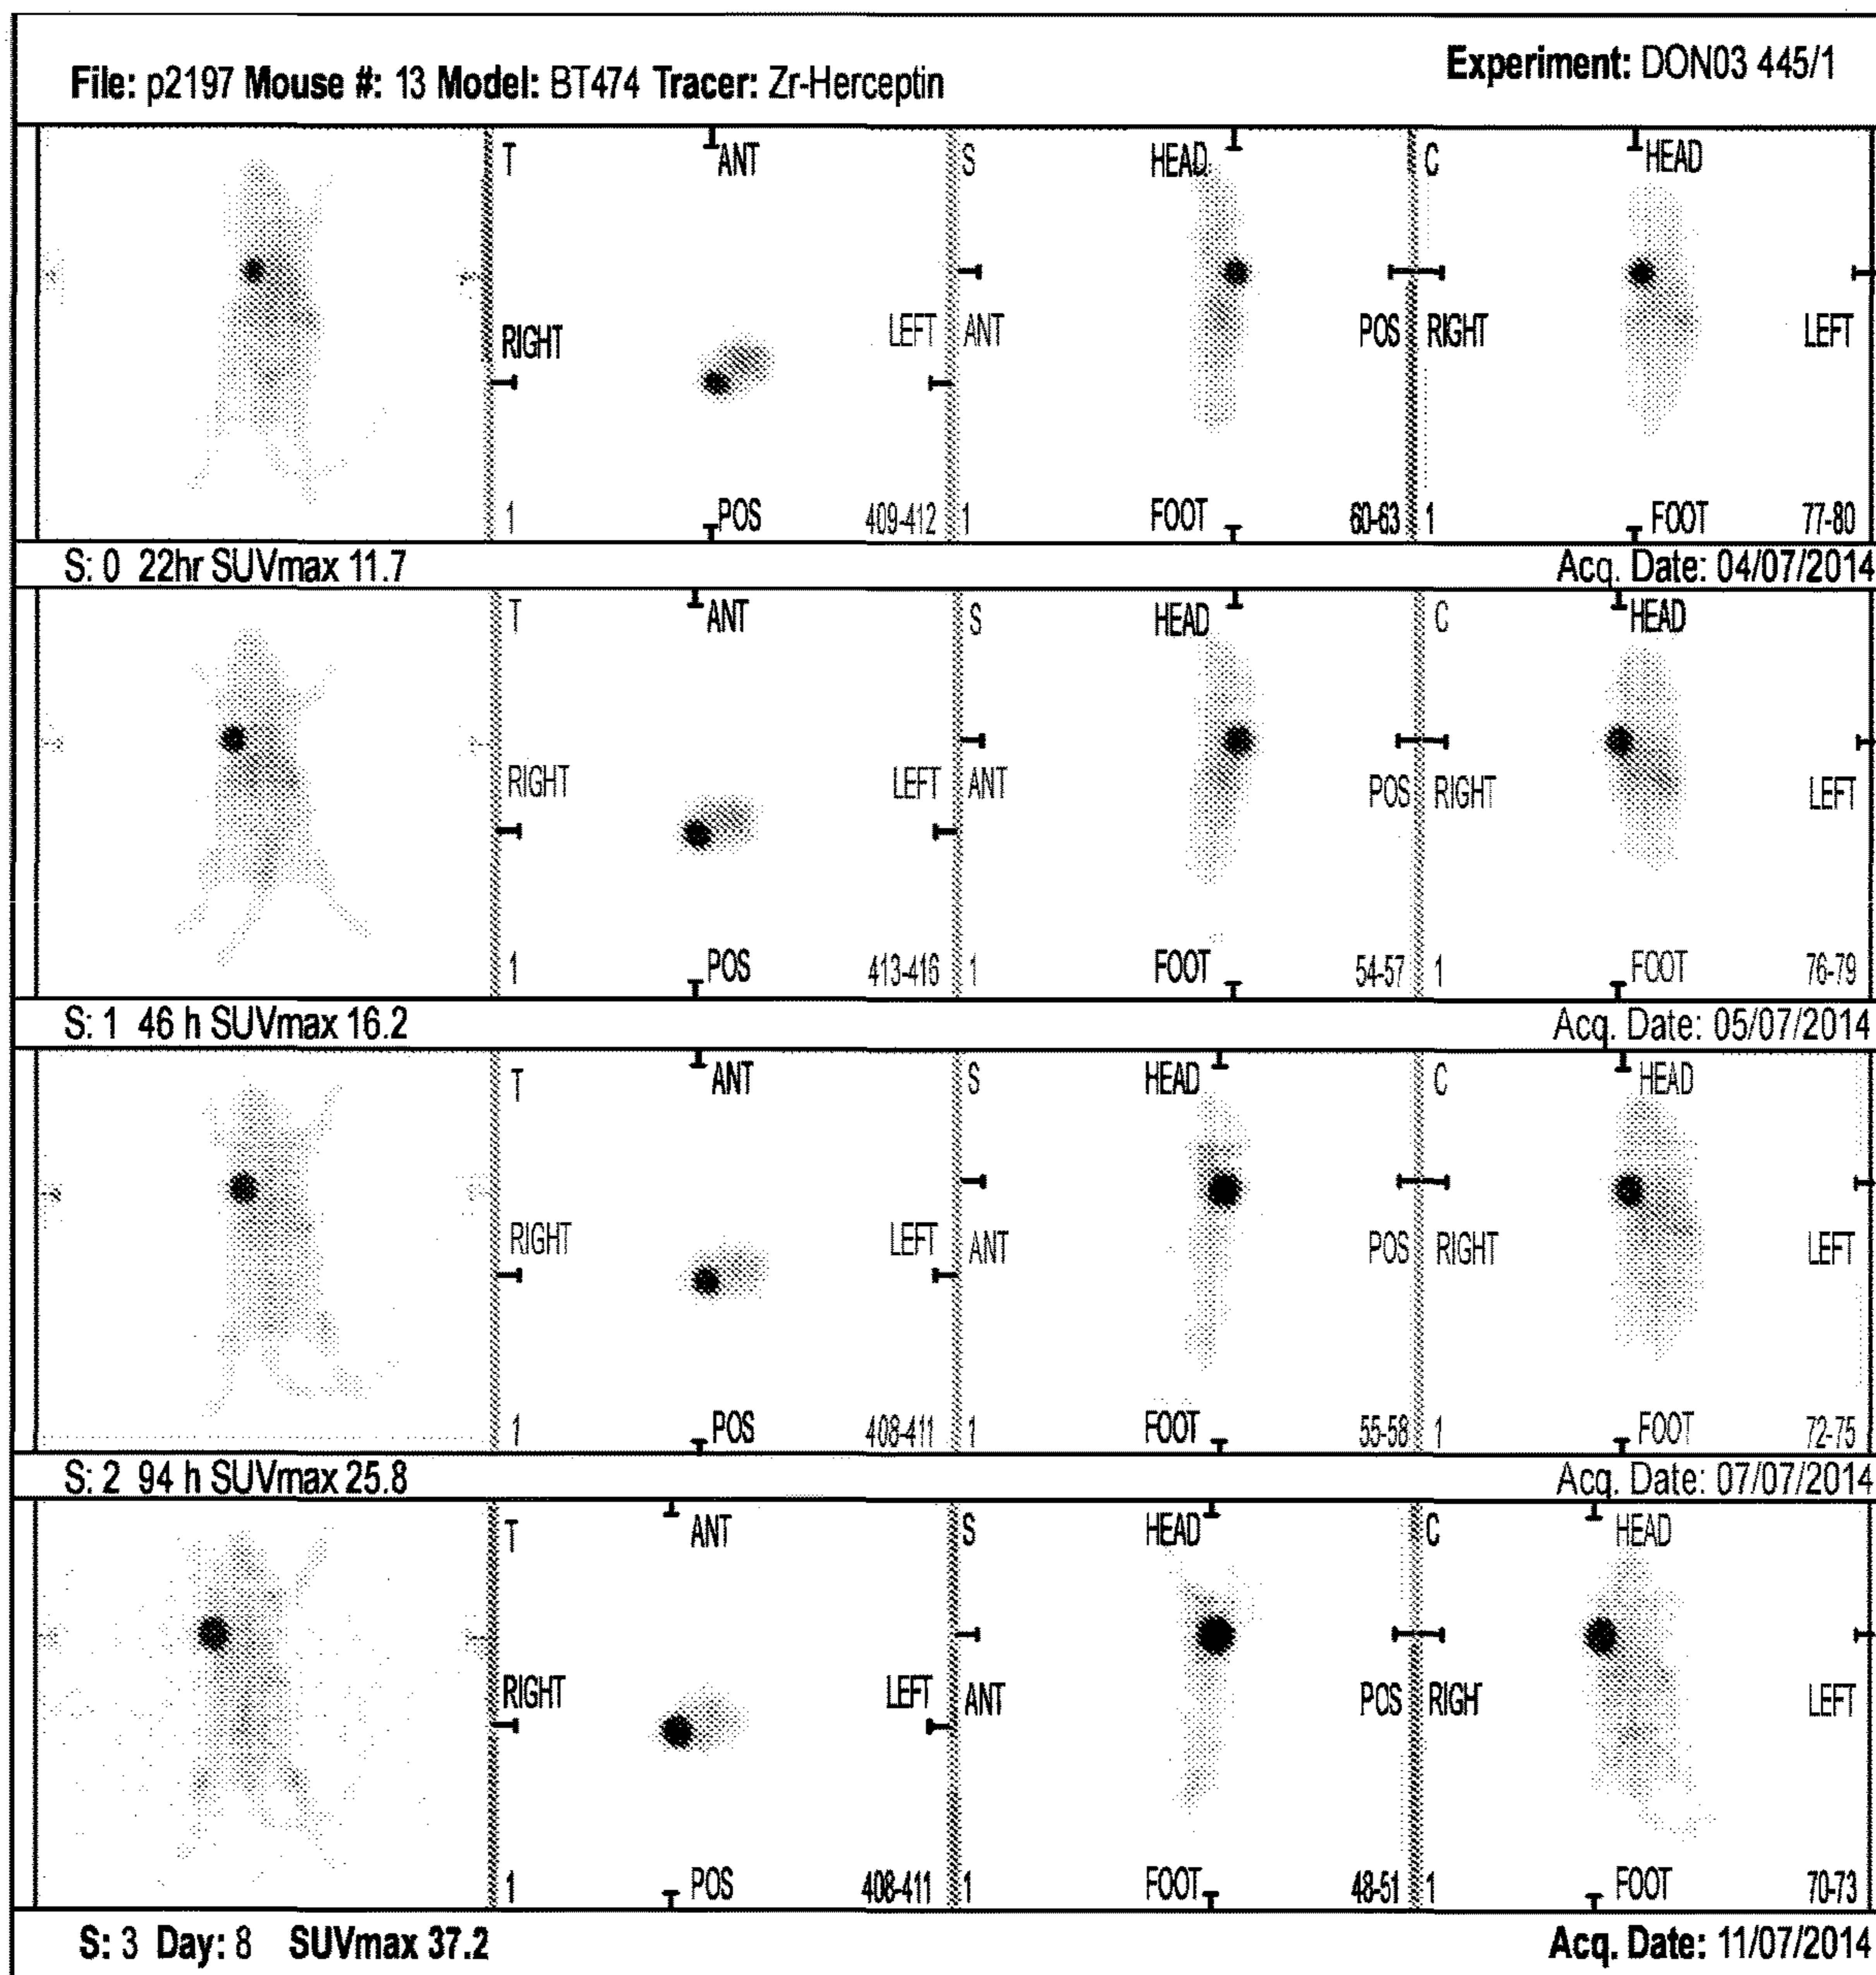 File: p2197 Mouse #: 13 Model: BT474 Tracer: Zr-Herceptin
Experiment: DON03 445/1
T ANT S HEAD C HEAD
RIGHT LEFT ANT POS RIGHT LEFT
1 POS 409-412 1 FOOT 60-63 1 FOOT 77-80
S: 0 22hr SUVmax 11.7 Acq. Date: 04/07/2014
T ANT S HEAD C HEAD
RIGHT LEFT ANT POS RIGHT LEFT
1 POS 413-416 1 FOOT 54-57 1 FOOT 76-79
S: 1 46 h SUVmax 16.2 Acq. Date: 05/07/2014
T ANT S HEAD C HEAD
RIGHT LEFT ANT POS RIGHT LEFT
1 POS 408-411 1 FOOT 55-58 1 FOOT 72-75
S: 2 94 h SUVmax 25.8 Acq. Date: 07/07/2014
T ANT S HEAD C HEAD
RIGHT LEFT ANT POS RIGH LEFT
1 POS 408-411 1 FOOT 48-51 1 FOOT 70-73
S: 3 Day: 8 SUVmax 37.2 Acq. Date: 11/07/2014